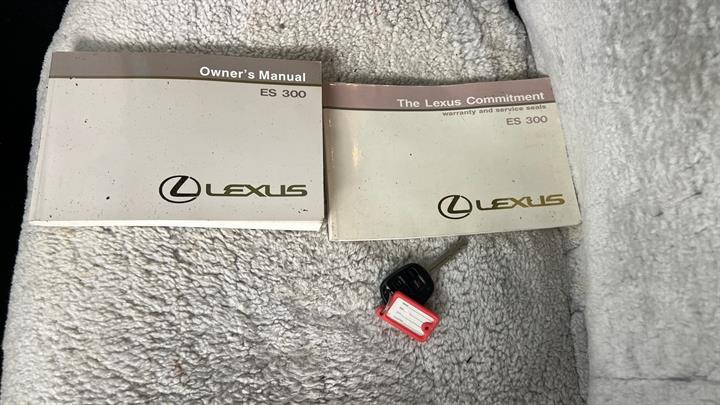 Owner's Manual
ES 300
LEXUS
The Lexus Commitment
warranty and service seals
ES 300
LEXUS